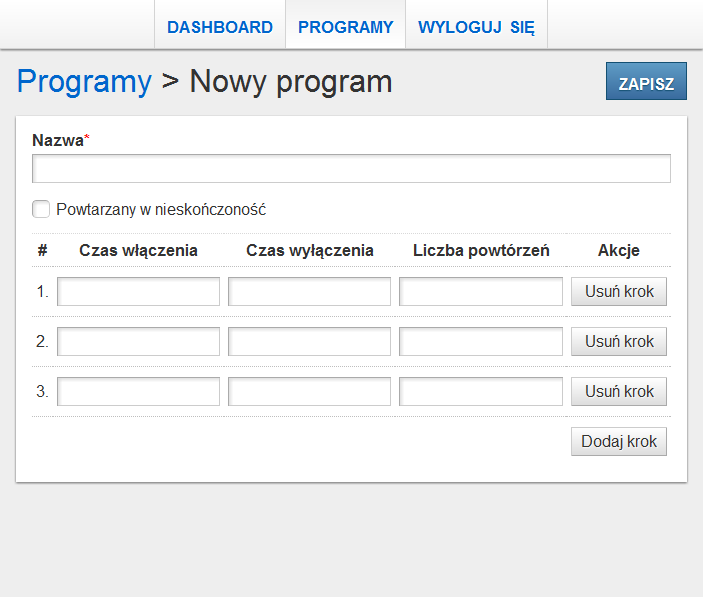 DASHBOARD PROGRAMY WYLOGUJ SIĘ
Programy > Nowy program
ZAPISZ
Nazwa*
Powtarzany w nieskończoność
# Czas włączenia Czas wyłączenia Liczba powtórzeń Akcje
1. Usuń krok
2. Usuń krok
3. Usuń krok
Dodaj krok